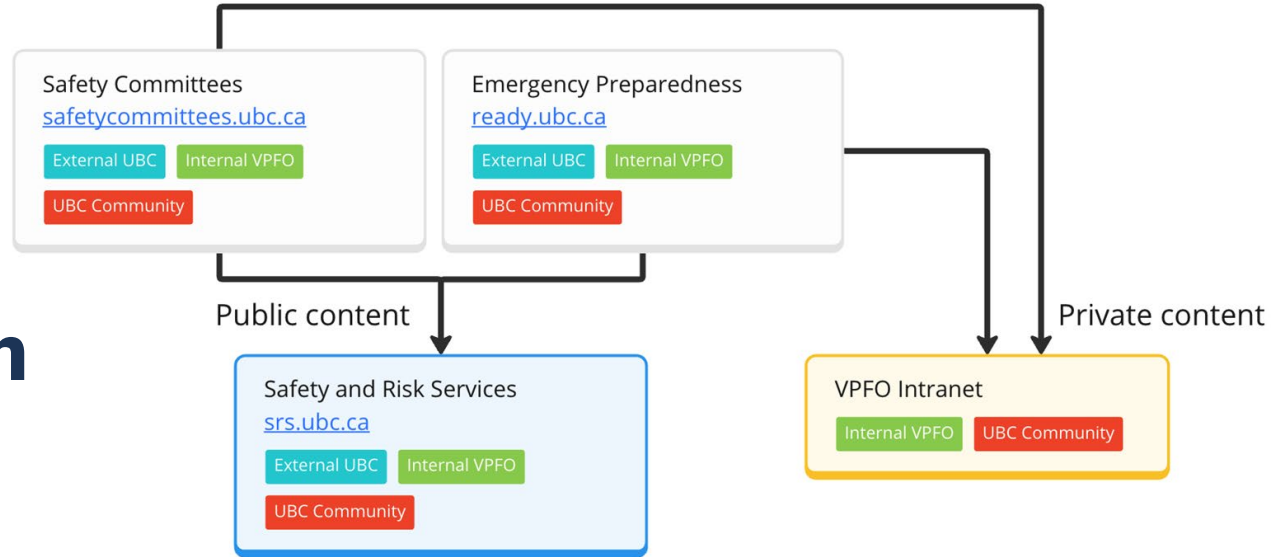 Safety Committees
safetycommittees.ubc.ca
External UBC Internal VPFO
UBC Community
Emergency Preparedness
ready.ubc.ca
External UBC Internal VPFO
UBC Community
Public content
Private content
n
Safety and Risk Services
srs.ubc.ca
External UBC Internal VPFO
UBC Community
VPFO Intranet
Internal VPFO UBC Community